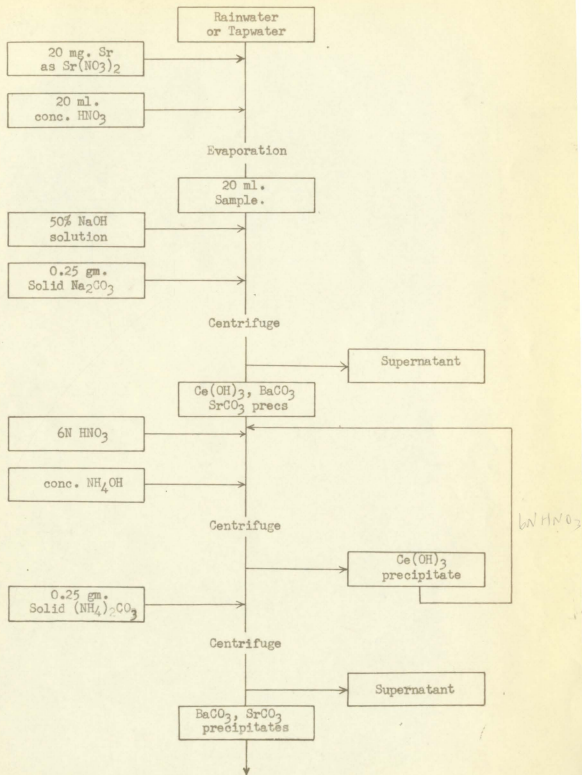 Rainwater
or Tapwater
20 mg. Sr
as Sr(NO3)2
20 ml.
conc. HNO3
Evaporation
20 ml.
Sample.
50% NaOH
solution
0.25 gm.
Solid Na2CO3
Centrifuge
Supernatant
Ce(OH)3, BaCO3
SrCO3 precs
6N HNO3
conc. NH4OH
Centrifuge
6N HNO3
Ce(OH)3
precipitate
0.25 gm.
Solid (NH4)2CO3
Centrifuge
Supernatant
BaCO3, SrCO3
precipitates